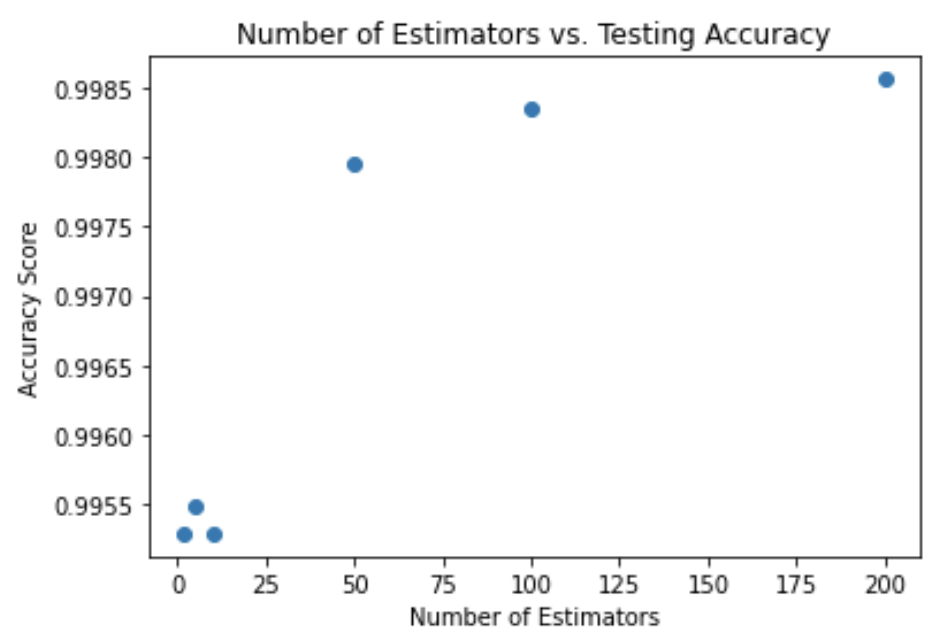 Number of Estimators vs. Testing Accuracy
0.9985
0.9980
0.9975
0.9970
0.9965
0.9960
0.9955
Accuracy Score
0 25 50 75 100 125 150 175 200
Number of Estimators